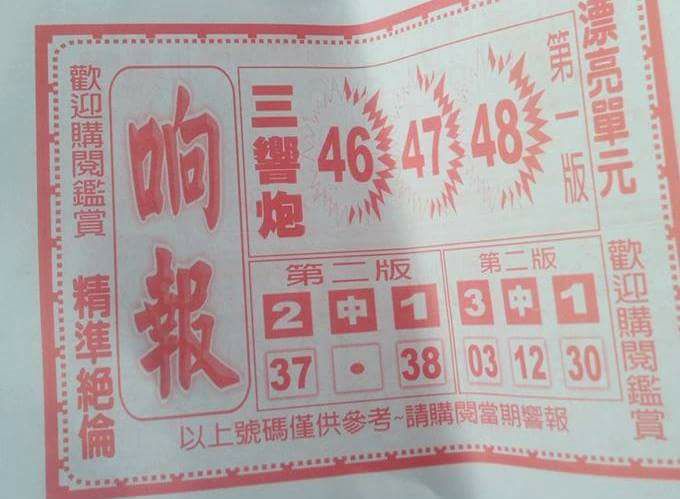 漂亮單元
歡迎購閱鑑賞
精準絕倫
响報
三響炮
46 47 48
第一版
第二版
2中1
37 · 38
第二版
3中1
03 12 30
歡迎購閱鑑賞
以上號碼僅供參考~請購閱當期響報